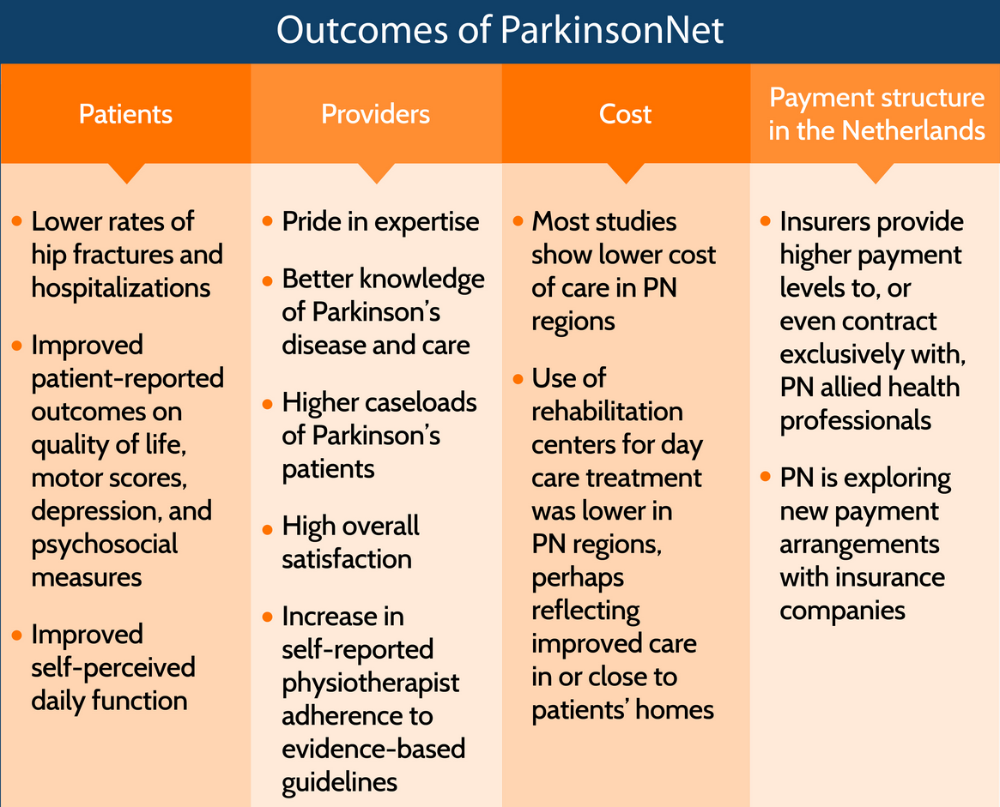 Outcomes of ParkinsonNet
Patients
• Lower rates of
hip fractures and
hospitalizations
• Improved
patient-reported
outcomes on
quality of life,
motor scores,
depression, and
psychosocial
measures
• Improved
self-perceived
daily function
Providers
• Pride in expertise
• Better knowledge
of Parkinson’s
disease and care
• Higher caseloads
of Parkinson’s
patients
• High overall
satisfaction
• Increase in
self-reported
physiotherapist
adherence to
evidence-based
guidelines
Cost
• Most studies
show lower cost
of care in PN
regions
• Use of
rehabilitation
centers for day
care treatment
was lower in
PN regions,
perhaps
reflecting
improved care
in or close to
patients’ homes
Payment structure
in the Netherlands
• Insurers provide
higher payment
levels to, or
even contract
exclusively with,
PN allied health
professionals
• PN is exploring
new payment
arrangements
with insurance
companies